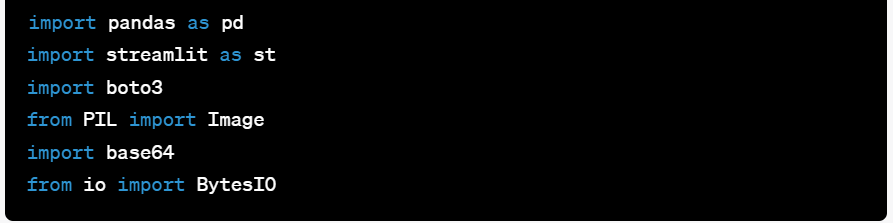 import pandas as pd
import streamlit as st
import boto3
from PIL import Image
import base64
from io import BytesIO